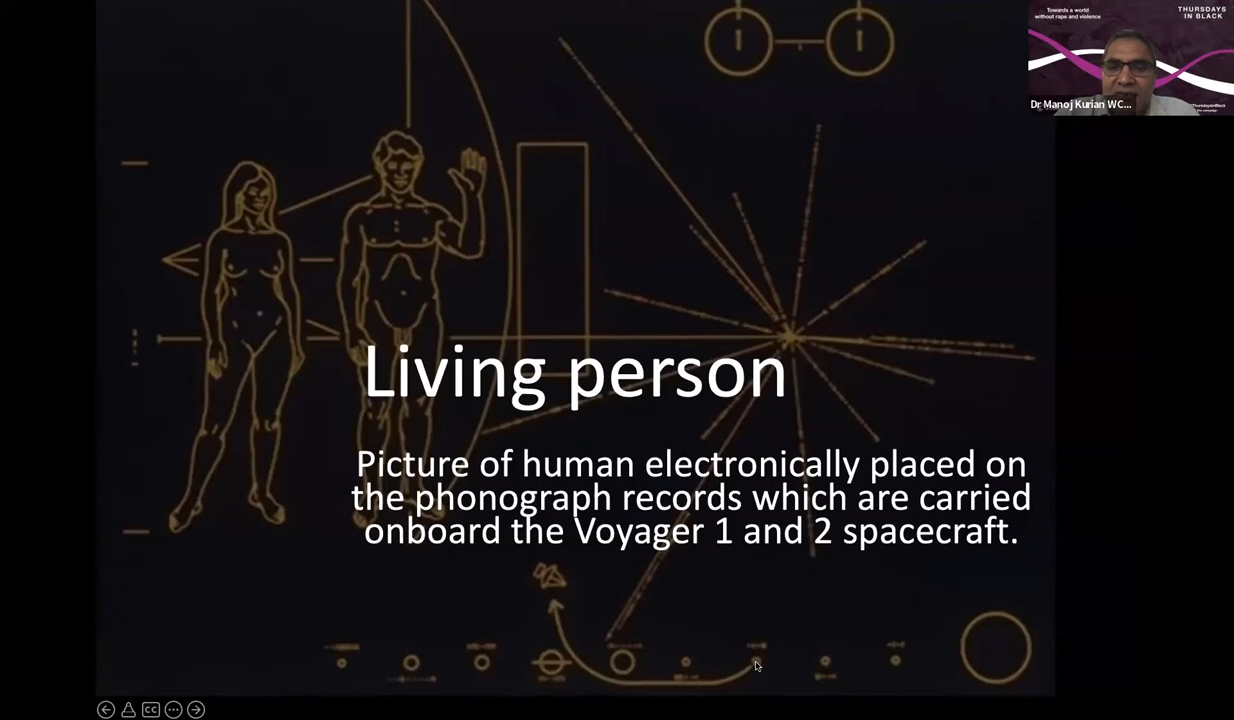 Towards a world
without rape and violence
THURSDAYS
IN BLACK
Dr Manoj Kurian WC...
Living person
Picture of human electronically placed on
the phonograph records which are carried
onboard the Voyager 1 and 2 spacecraft.
CC